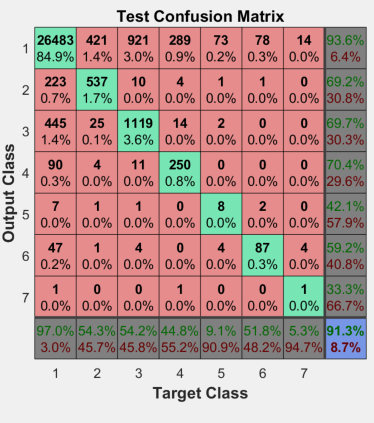 Test Confusion Matrix
1 26483 421 921 289 73 78 14 93.6%
84.9% 1.4% 3.0% 0.9% 0.2% 0.3% 0.0% 6.4%
2 223 537 10 4 1 1 0 69.2%
0.7% 1.7% 0.0% 0.0% 0.0% 0.0% 0.0% 30.8%
3 445 25 1119 14 2 0 0 69.7%
1.4% 0.1% 3.6% 0.0% 0.0% 0.0% 0.0% 30.3%
4 90 4 11 250 0 0 0 70.4%
0.3% 0.0% 0.0% 0.8% 0.0% 0.0% 0.0% 29.6%
5 7 1 1 0 8 2 0 42.1%
0.0% 0.0% 0.0% 0.0% 0.0% 0.0% 0.0% 57.9%
6 47 1 4 0 4 87 4 59.2%
0.2% 0.0% 0.0% 0.0% 0.0% 0.3% 0.0% 40.8%
7 1 0 0 1 0 0 1 33.3%
0.0% 0.0% 0.0% 0.0% 0.0% 0.0% 0.0% 66.7%
97.0% 54.3% 54.2% 44.8% 9.1% 51.8% 5.3% 91.3%
3.0% 45.7% 45.8% 55.2% 90.9% 48.2% 94.7% 8.7%
1 2 3 4 5 6 7
Target Class
Output Class